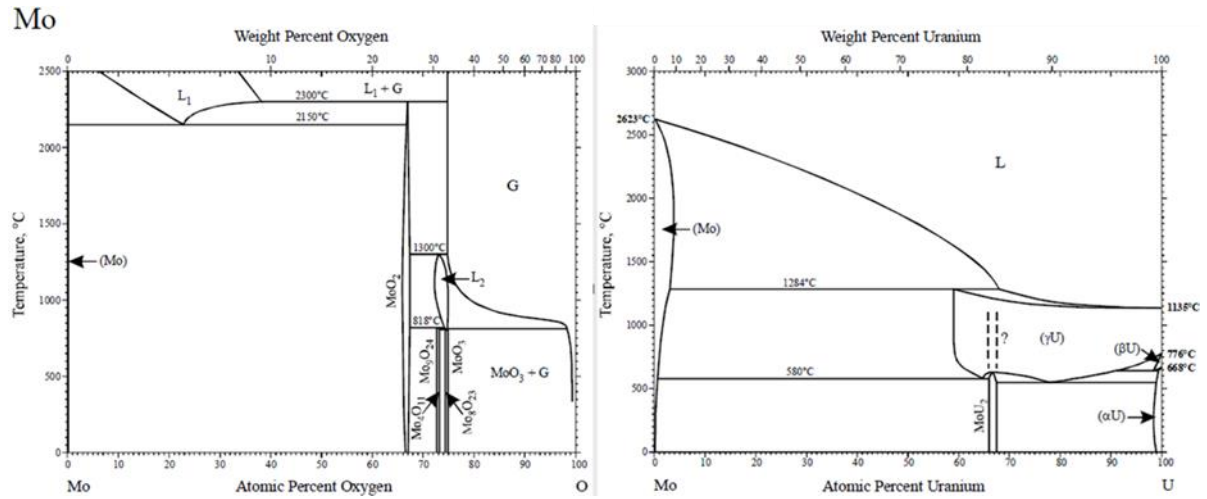 Mo
Weight Percent Oxygen
0 10 20 30 40 50 60 70 80 100
Temperature, °C
2500
2000
1500
1000
500
0
L₁
L₁ + G
2300°C
2150°C
G
(Mo)
1300°C
L₂
MoO₂
818°C
Mo₄O₁₁
Mo₉O₂₄
Mo₈O₂₃
MoO₃
MoO₃ + G
0 10 20 30 40 50 60 70 80 90 100
Mo Atomic Percent Oxygen O
Weight Percent Uranium
0 10 20 30 40 50 60 70 80 90 100
Temperature, °C
3000
2500
2000
1500
1000
500
0
2623°C
L
(Mo)
1284°C
1135°C
?
(γU)
(βU)
776°C
668°C
580°C
MoU₂
(αU)
0 10 20 30 40 50 60 70 80 90 100
Mo Atomic Percent Uranium U